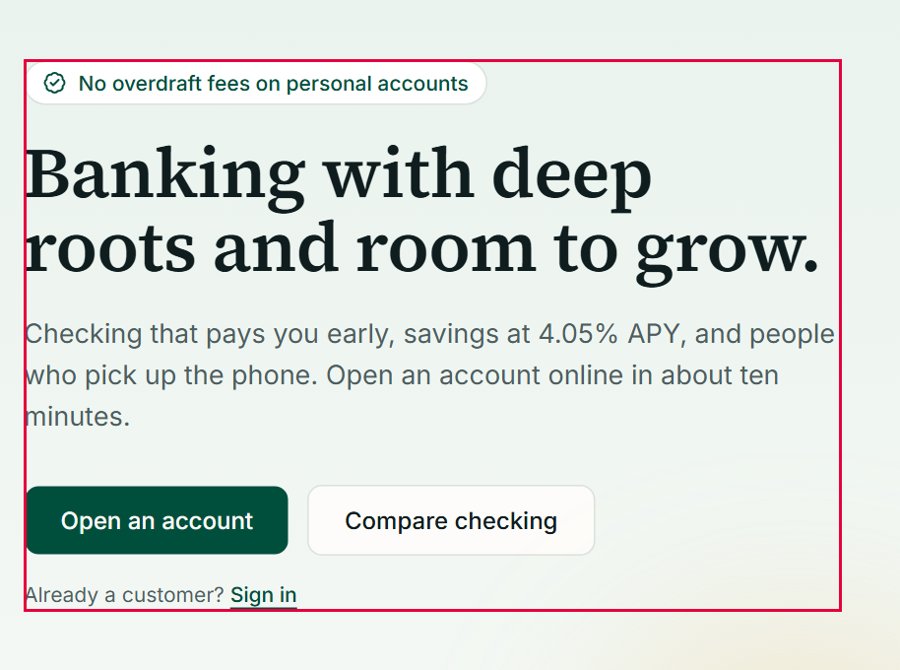 No overdraft fees on personal accounts
Banking with deep
roots and room to grow.
Checking that pays you early, savings at 4.05% APY, and people
who pick up the phone. Open an account online in about ten
minutes.
Open an account
Compare checking
Already a customer? Sign in